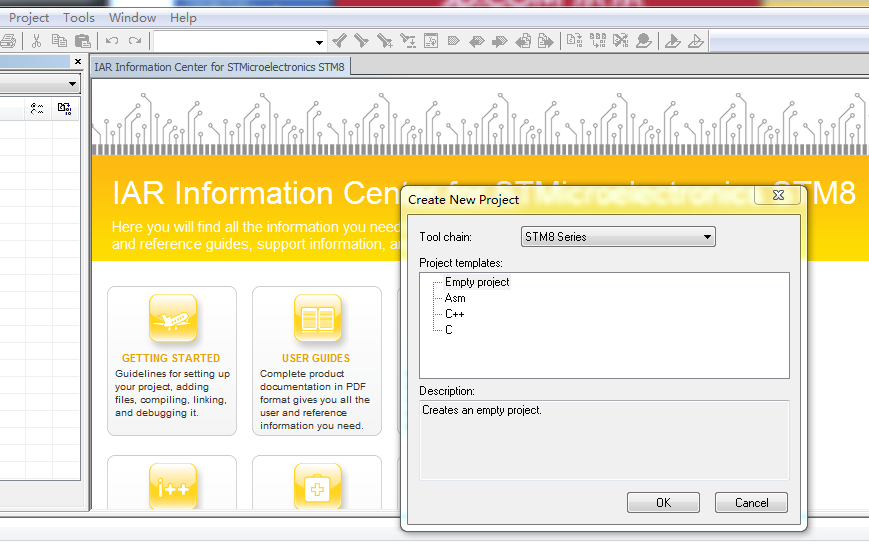 Project Tools Window Help
IAR Information Center for STMicroelectronics STM8
IAR Information Center for STMicroelectronics STM8
Here you will find all the information you need
and reference guides, support information,
Create New Project
Tool chain:
STM8 Series
Project templates:
Empty project
Asm
C++
C
Description:
Creates an empty project.
OK
Cancel
GETTING STARTED
Guidelines for setting up
your project, adding
files, compiling, linking,
and debugging it.
USER GUIDES
Complete product
documentation in PDF
format gives you all the
user and reference
information you need.
i++